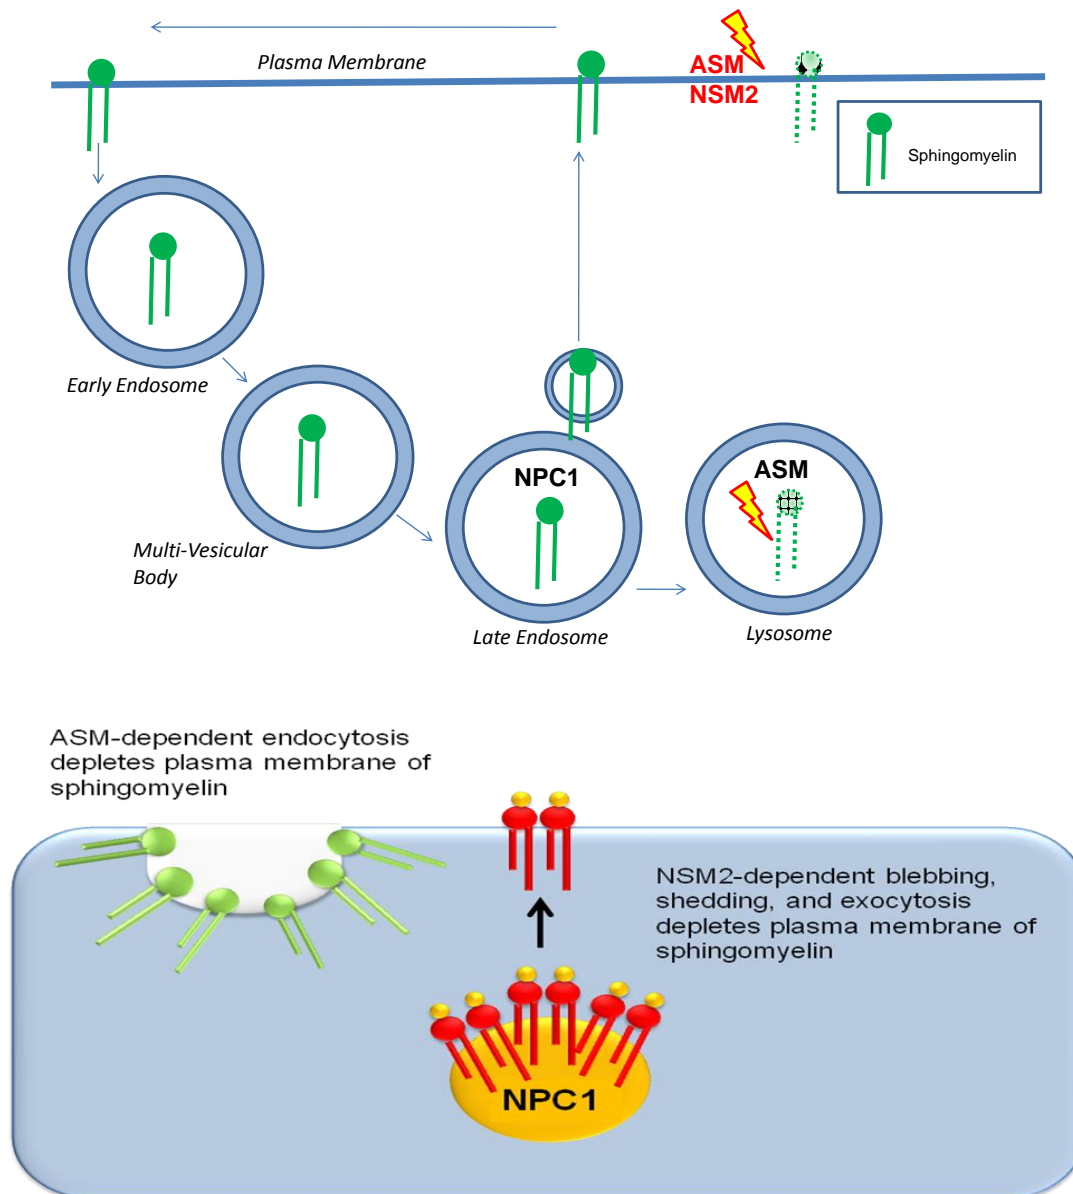 Plasma Membrane
ASM
NSM2
Sphingomyelin
Early Endosome
Multi-Vesicular
Body
NPC1
Late Endosome
ASM
Lysosome
ASM-dependent endocytosis
depletes plasma membrane of
sphingomyelin
NSM2-dependent blebbing,
shedding, and exocytosis
depletes plasma membrane of
sphingomyelin
NPC1